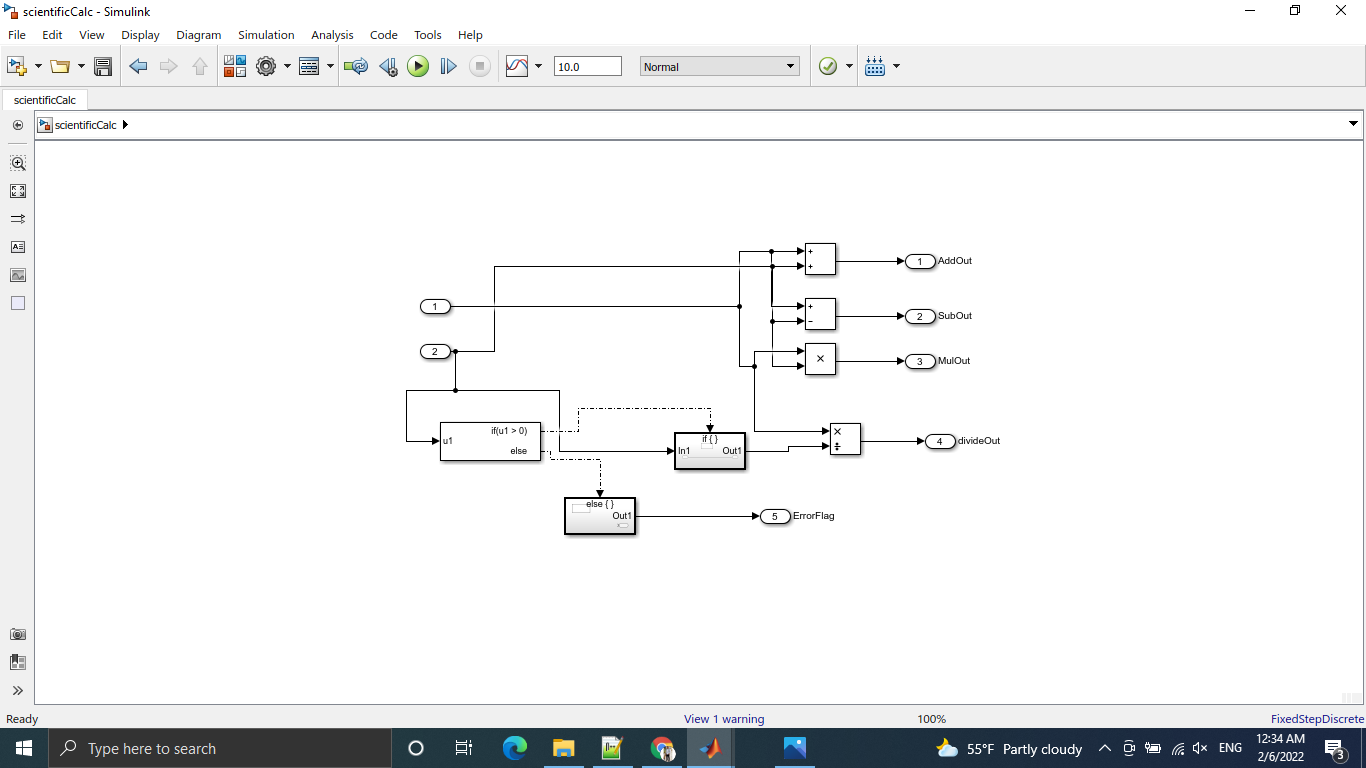 scientificCalc - Simulink
File Edit View Display Diagram Simulation Analysis Code Tools Help
10.0 Normal
scientificCalc
scientificCalc
+
+
1 AddOut
1
+
−
2 SubOut
2
×
3 MulOut
if(u1 > 0)
u1
else
if { }
In1 Out1
×
÷
4 divideOut
else { }
Out1
5 ErrorFlag
Ready View 1 warning 100% FixedStepDiscrete
Type here to search
55°F Partly cloudy ENG
12:34 AM
2/6/2022
3